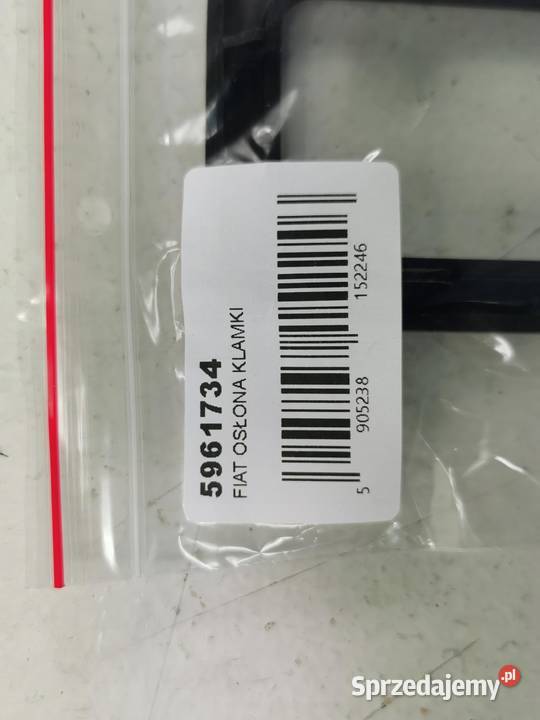 5961734
FIAT OSŁONA KLAMKI
5 905238 152246
Sprzedajemy.pl